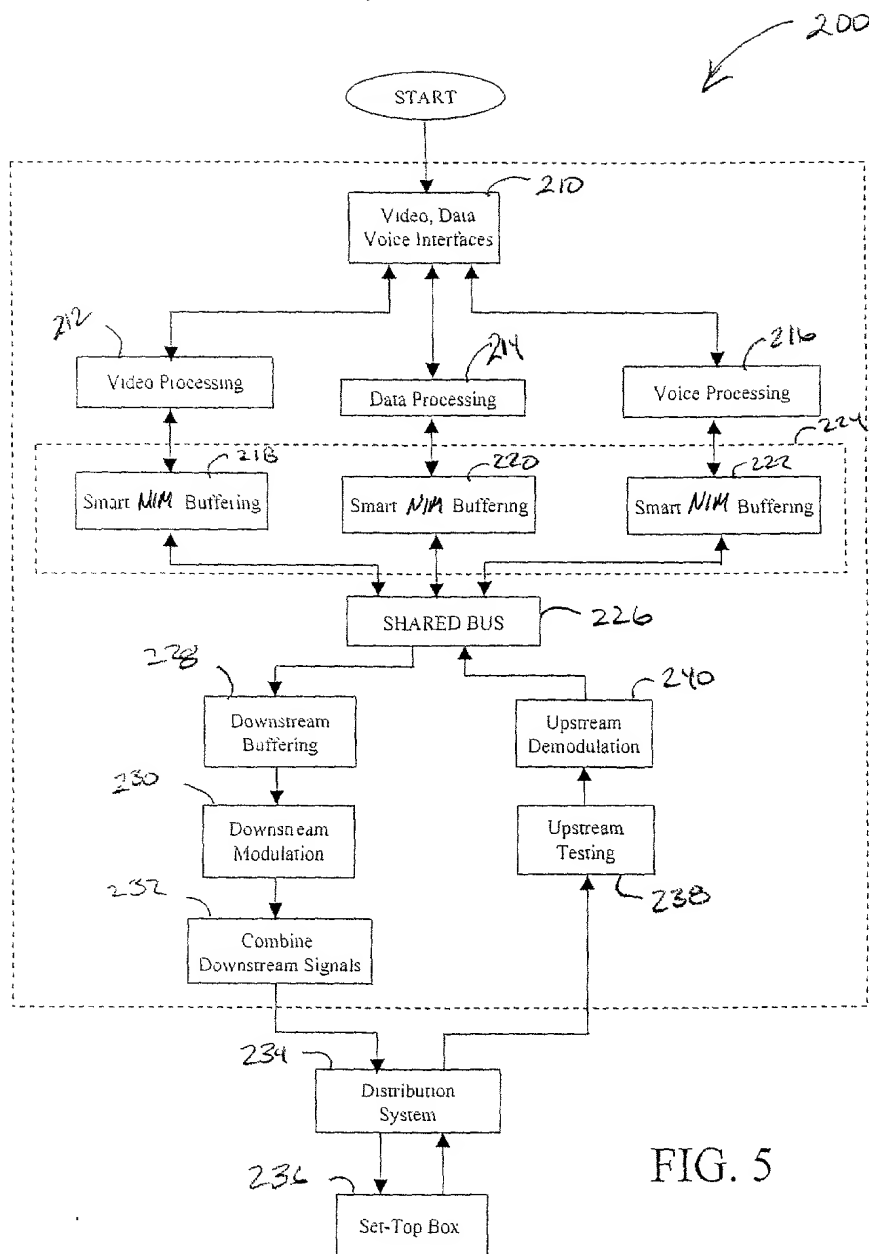 200
START
210
Video, Data
Voice Interfaces
212
Video Processing
214
Data Processing
216
Voice Processing
224
218
Smart NIM Buffering
220
Smart NIM Buffering
222
Smart NIM Buffering
SHARED BUS
226
228
Downstream
Buffering
240
Upstream
Demodulation
230
Downstream
Modulation
Upstream
Testing
238
232
Combine
Downstream Signals
234
Distribution
System
236
Set-Top Box
FIG. 5